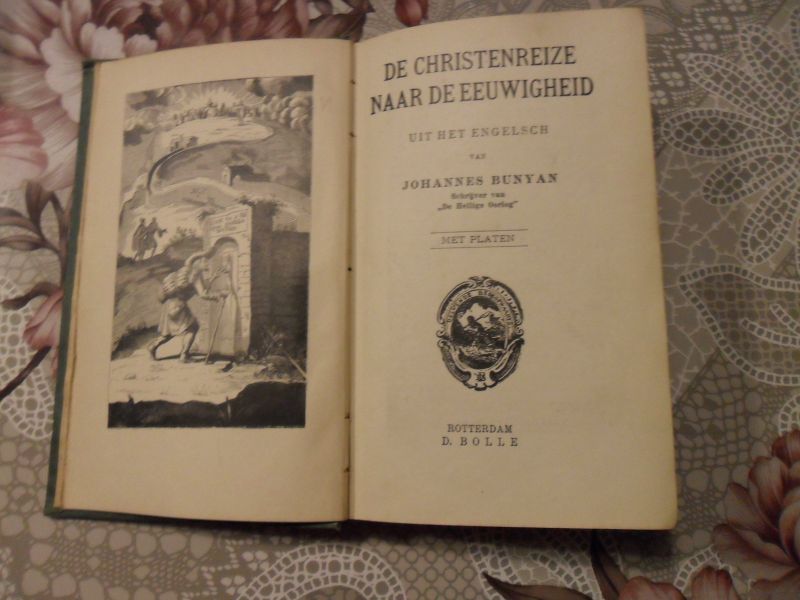 DE CHRISTENREIZE
NAAR DE EEUWIGHEID
UIT HET ENGELSCH
VAN
JOHANNES BUNYAN
Schrijver van
„De Heilige Oorlog”
MET PLATEN
ROTTERDAM
D. BOLLE